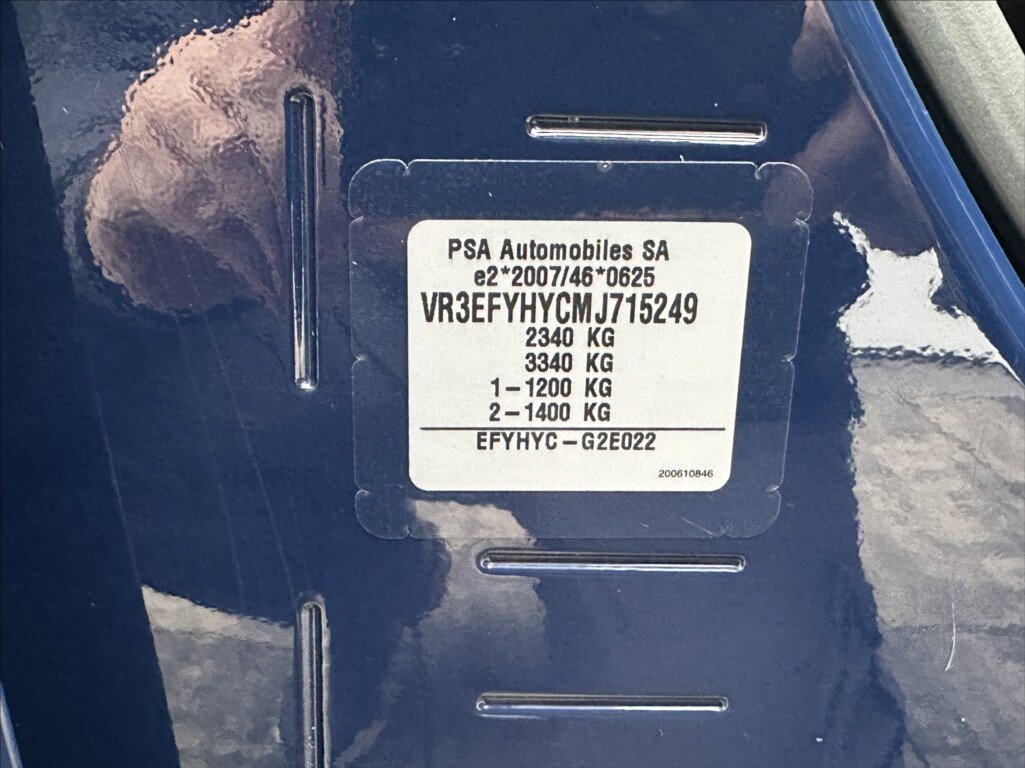 PSA Automobiles SA
e2*2007/46*0625
VR3EFYHYCMJ715249
2340 KG
3340 KG
1-1200 KG
2-1400 KG
EFYHYC-G2E022
200610846